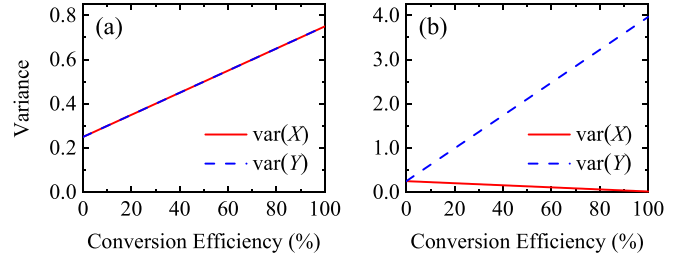 (a)
0.8
0.6
0.4
0.2
0.0
Variance
var(X)
var(Y)
0 20 40 60 80 100
Conversion Efficiency (%)
(b)
4.0
3.0
2.0
1.0
0.0
var(X)
var(Y)
0 20 40 60 80 100
Conversion Efficiency (%)